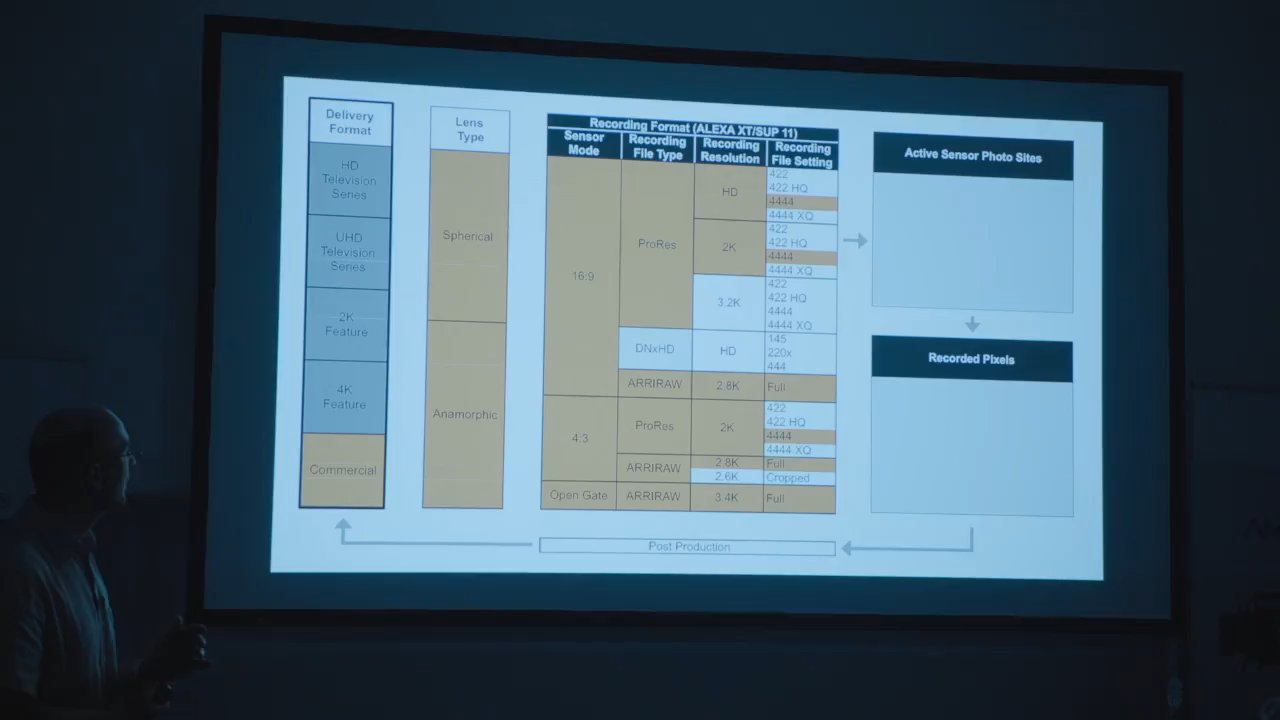 Delivery
Format
HD
Television
Series
UHD
Television
Series
2K
Feature
4K
Feature
Commercial
Lens
Type
Spherical
Anamorphic
Recording Format (ALEXA XT/SUP 11)
Sensor
Mode
Recording
File Type
Recording
Resolution
Recording
File Setting
16:9
ProRes
HD
422
422 HQ
4444
4444 XQ
2K
422
422 HQ
4444
4444 XQ
3.2K
422
422 HQ
4444
4444 XQ
DNxHD
HD
145
220x
444
ARRIRAW
2.8K
Full
4:3
ProRes
2K
422
422 HQ
4444
4444 XQ
ARRIRAW
2.8K
Full
2.6K
Cropped
Open Gate
ARRIRAW
3.4K
Full
Active Sensor Photo Sites
Recorded Pixels
Post Production